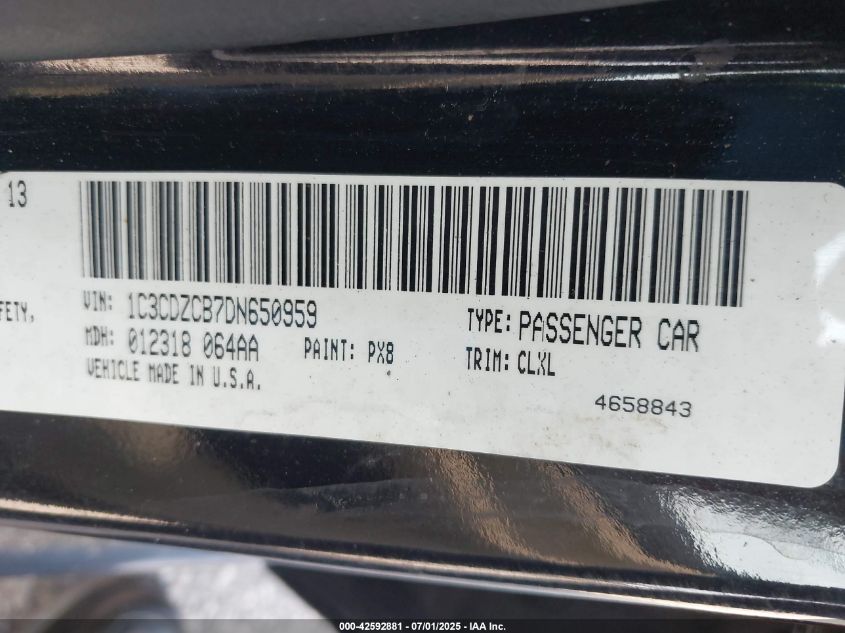 13
FETY,
VIN: 1C3CDZCB7DN650959
TYPE: PASSENGER CAR
MDH: 012318 064AA
PAINT: PX8
TRIM: CLXL
VEHICLE MADE IN U.S.A.
4658843
000-42592881 / 07/01/2025 - IAA Inc.